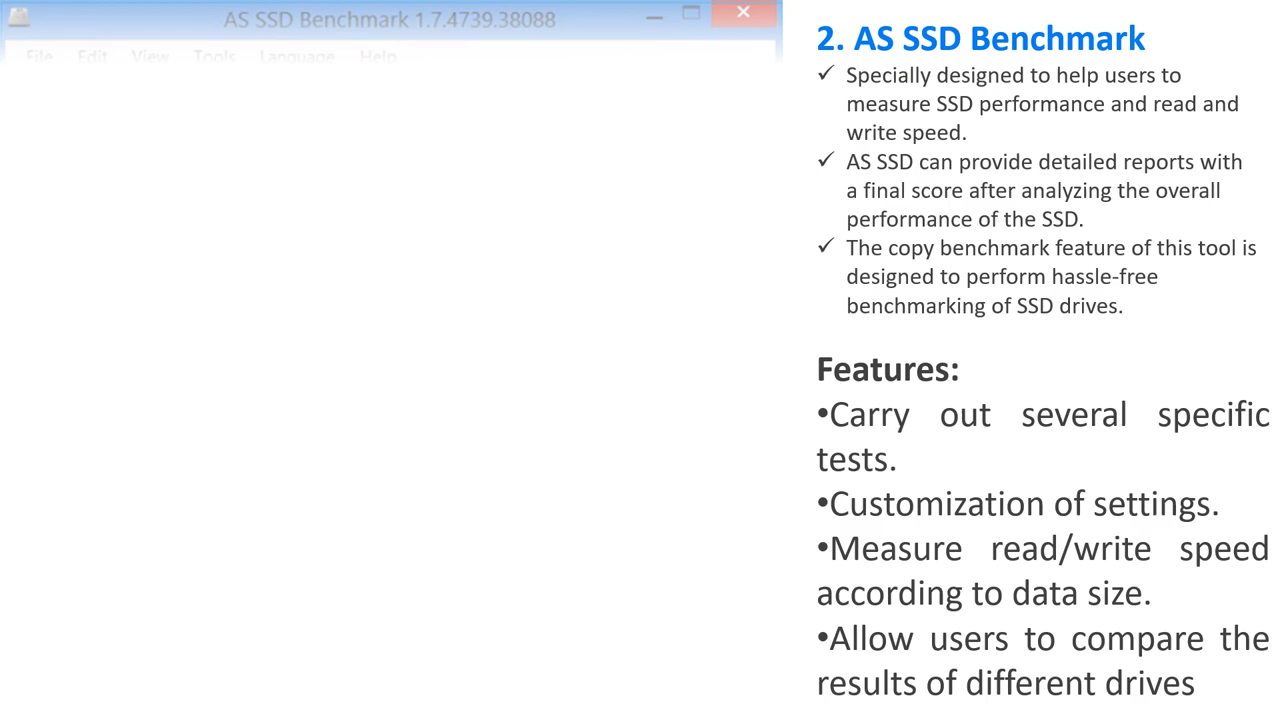 AS SSD Benchmark 1.7.4739.38088
File Edit View Tools Language Help
2. AS SSD Benchmark
✓ Specially designed to help users to
measure SSD performance and read and
write speed.
✓ AS SSD can provide detailed reports with
a final score after analyzing the overall
performance of the SSD.
✓ The copy benchmark feature of this tool is
designed to perform hassle-free
benchmarking of SSD drives.
Features:
•Carry out several specific
tests.
•Customization of settings.
•Measure read/write speed
according to data size.
•Allow users to compare the
results of different drives